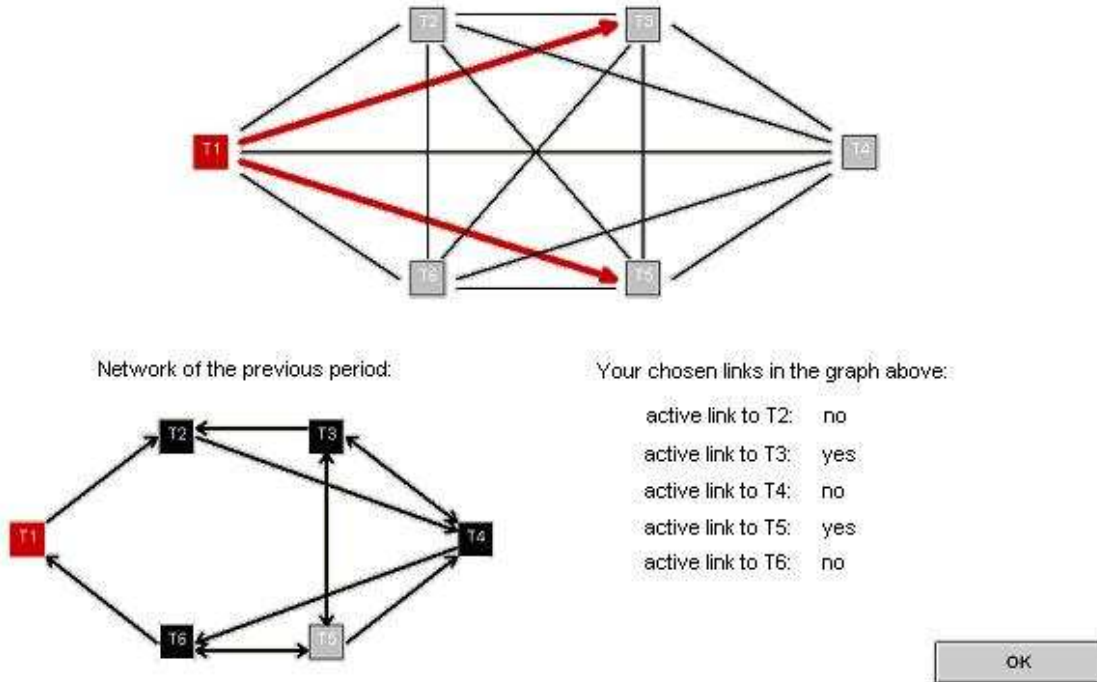 T2 T3
T1 T4
T6 T5
Network of the previous period: Your chosen links in the graph above:
active link to T2: no
T2 T3
active link to T3: yes
active link to T4: no
T1 T4
active link to T5: yes
active link to T6: no
T6 T5
OK